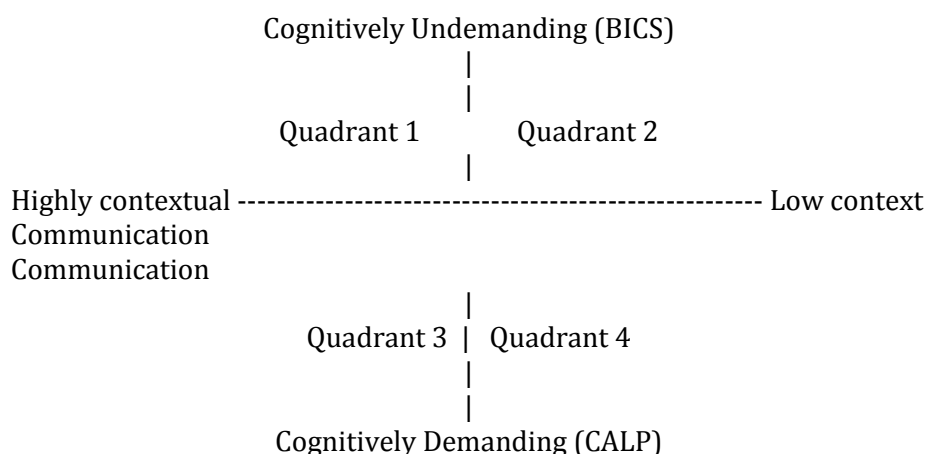 Cognitively Undemanding (BICS)
|
|
Quadrant 1 Quadrant 2
|
Highly contextual ------------------------------------------------------ Low context
Communication
Communication
|
Quadrant 3 | Quadrant 4
|
|
Cognitively Demanding (CALP)